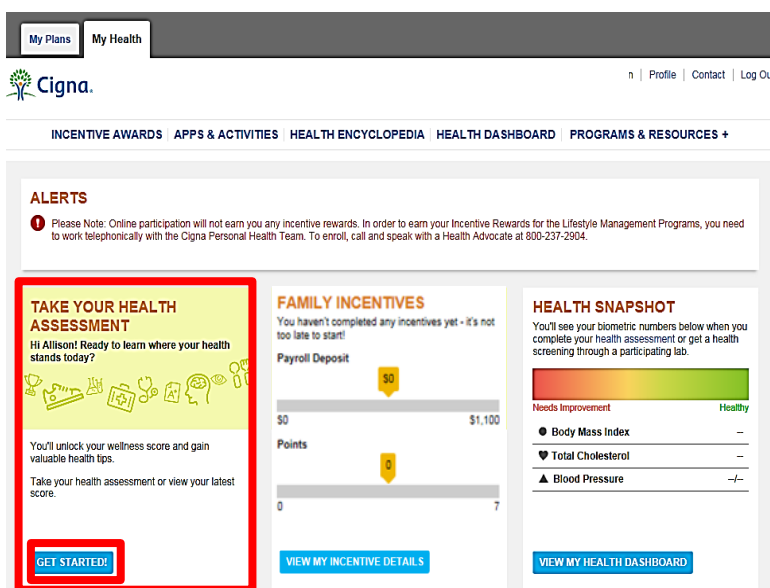 My Plans My Health
Cigna.
n | Profile | Contact | Log Ou
INCENTIVE AWARDS | APPS & ACTIVITIES | HEALTH ENCYCLOPEDIA | HEALTH DASHBOARD | PROGRAMS & RESOURCES +
ALERTS
Please Note: Online participation will not earn you any incentive rewards. In order to earn your Incentive Rewards for the Lifestyle Management Programs, you need
to work telephonically with the Cigna Personal Health Team. To enroll, call and speak with a Health Advocate at 800-237-2904.
TAKE YOUR HEALTH
ASSESSMENT
Hi Allison! Ready to learn where your health
stands today?
A+
You'll unlock your wellness score and gain
valuable health tips.
Take your health assessment or view your latest
score.
GET STARTED!
FAMILY INCENTIVES
You haven't completed any incentives yet - it's not
too late to start!
Payroll Deposit
$0
$0 $1,100
Points
0
0 7
VIEW MY INCENTIVE DETAILS
HEALTH SNAPSHOT
You'll see your biometric numbers below when you
complete your health assessment or get a health
screening through a participating lab.
Needs Improvement Healthy
Body Mass Index –
Total Cholesterol –
Blood Pressure –/–
VIEW MY HEALTH DASHBOARD